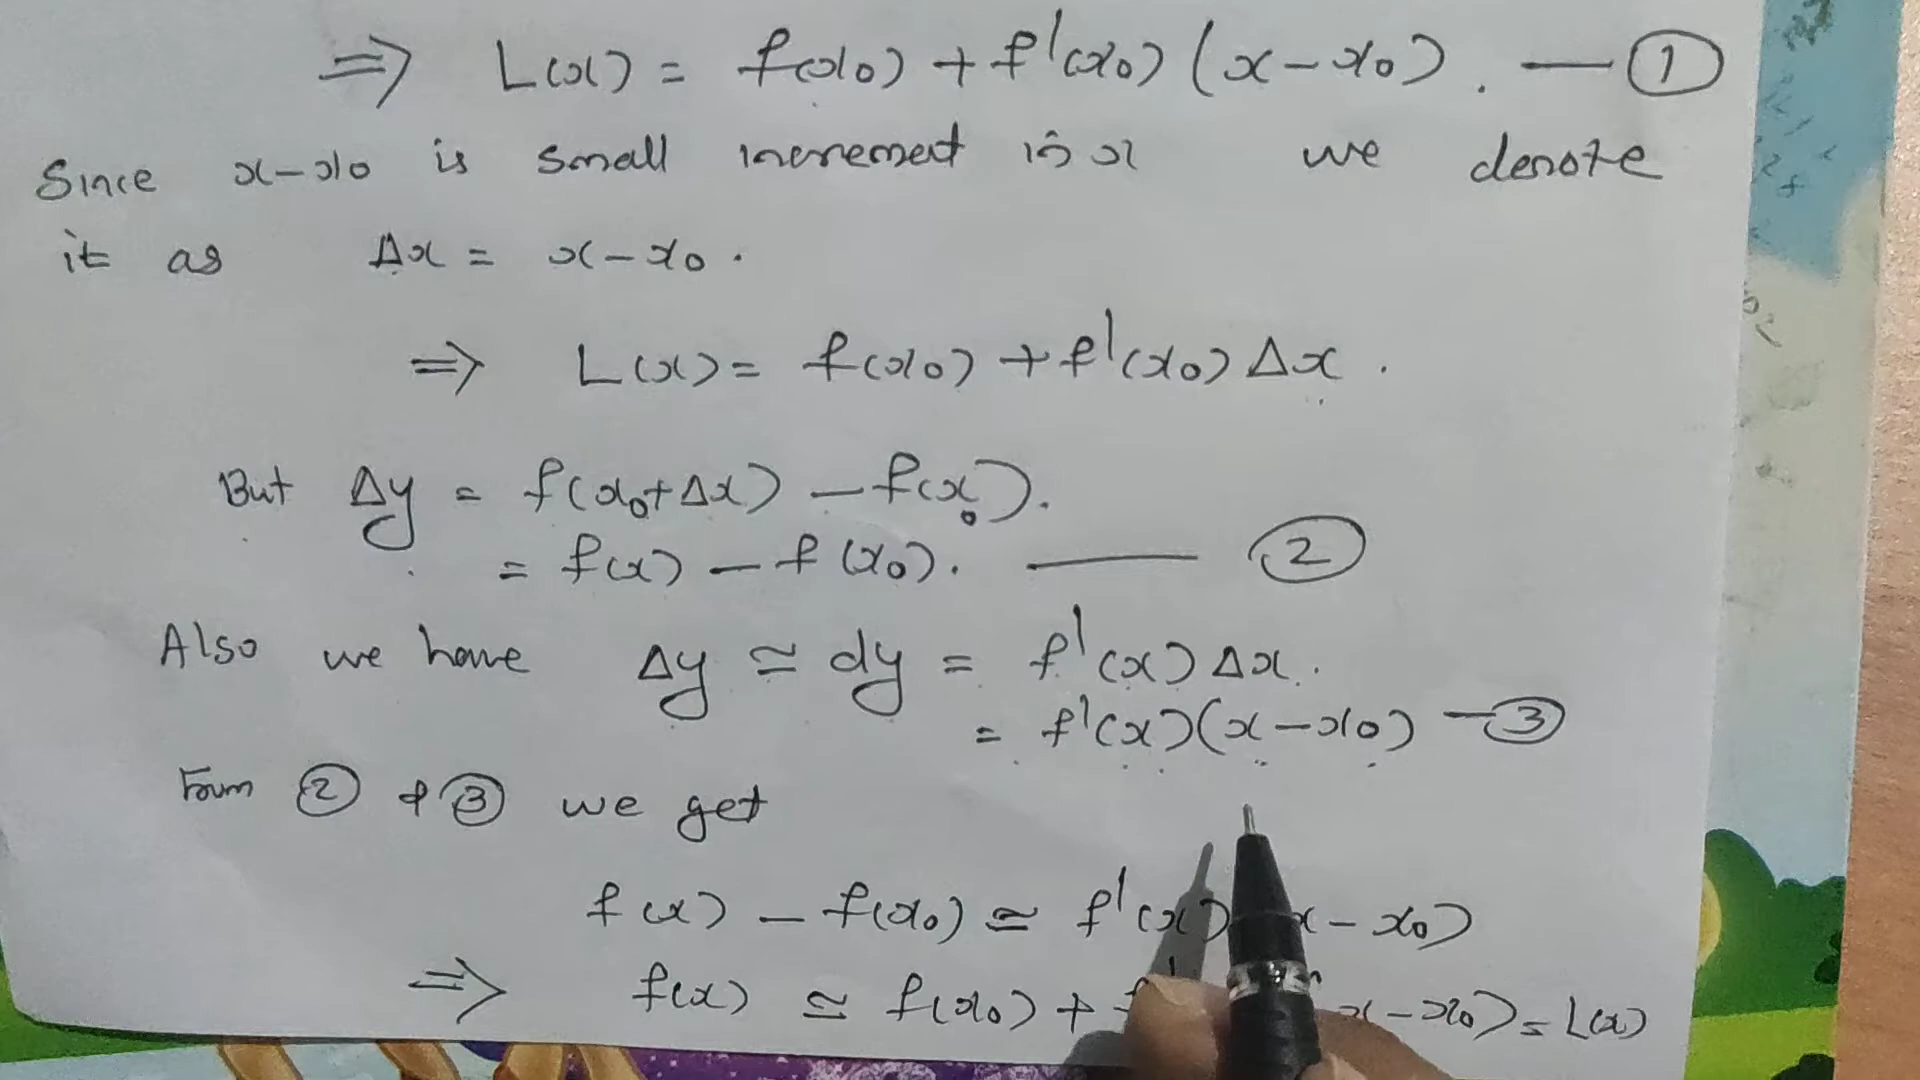 ⇒ L(x) = f(x₀) + f'(x₀) (x - x₀). — ①
Since x-x₀ is small increment in x we denote
it as Δx = x - x₀.
⇒ L(x) = f(x₀) + f'(x₀) Δx.
But Δy = f(x₀+Δx) - f(x₀).
= f(x) - f(x₀). — ②
Also we have Δy ≃ dy = f'(x) Δx.
= f'(x)(x - x₀) — ③
From ② & ③ we get
f(x) - f(x₀) ≃ f'(x) x - x₀)
⇒ f(x) ≃ f(x₀) + x - x₀) = L(x)